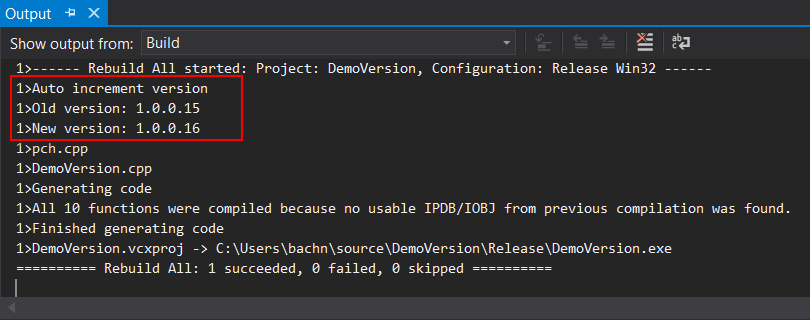 Output
Show output from: Build
1>------ Rebuild All started: Project: DemoVersion, Configuration: Release Win32 ------
1>Auto increment version
1>Old version: 1.0.0.15
1>New version: 1.0.0.16
1>pch.cpp
1>DemoVersion.cpp
1>Generating code
1>All 10 functions were compiled because no usable IPDB/IOBJ from previous compilation was found.
1>Finished generating code
1>DemoVersion.vcxproj -> C:\Users\bachn\source\DemoVersion\Release\DemoVersion.exe
========== Rebuild All: 1 succeeded, 0 failed, 0 skipped ==========